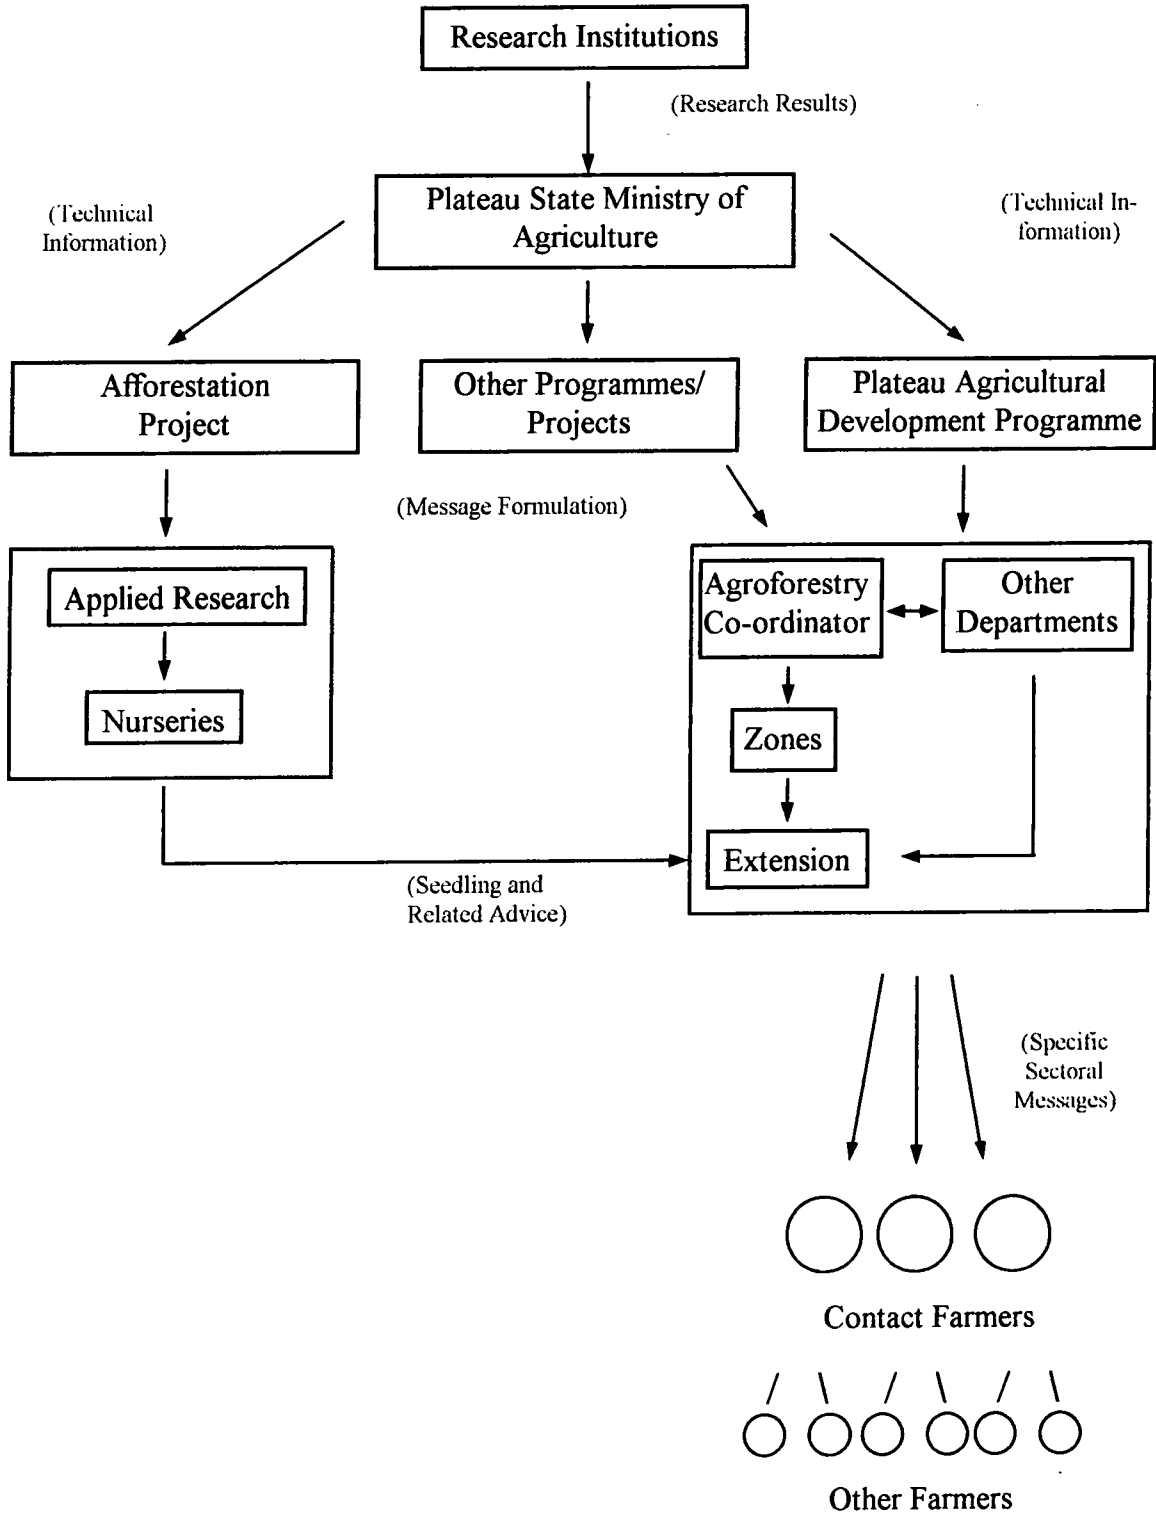 Research Institutions
(Research Results)
Plateau State Ministry of
Agriculture
(Technical
Information)
(Technical In-
formation)
Afforestation
Project
Other Programmes/
Projects
Plateau Agricultural
Development Programme
(Message Formulation)
Applied Research
Nurseries
Agroforestry
Co-ordinator
Other
Departments
Zones
Extension
(Seedling and
Related Advice)
(Specific
Sectoral
Messages)
Contact Farmers
Other Farmers